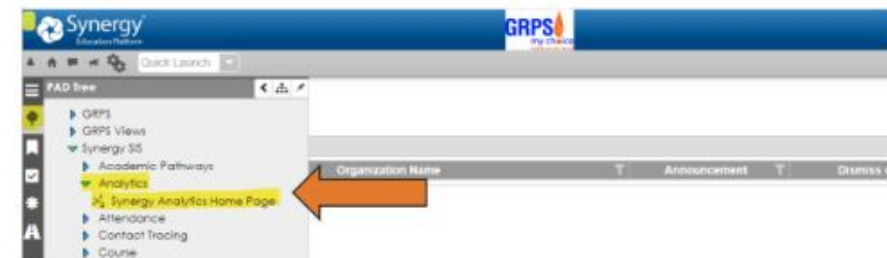 Synergy
Education Platform
GRPS
my choice
Quick Launch
PAD Tree
GRPS
GRPS Views
Synergy SIS
Academic Pathways
Analytics
Synergy Analytics Home Page
Attendance
Contact Tracing
Course
Organization Name
Announcement
Dismiss